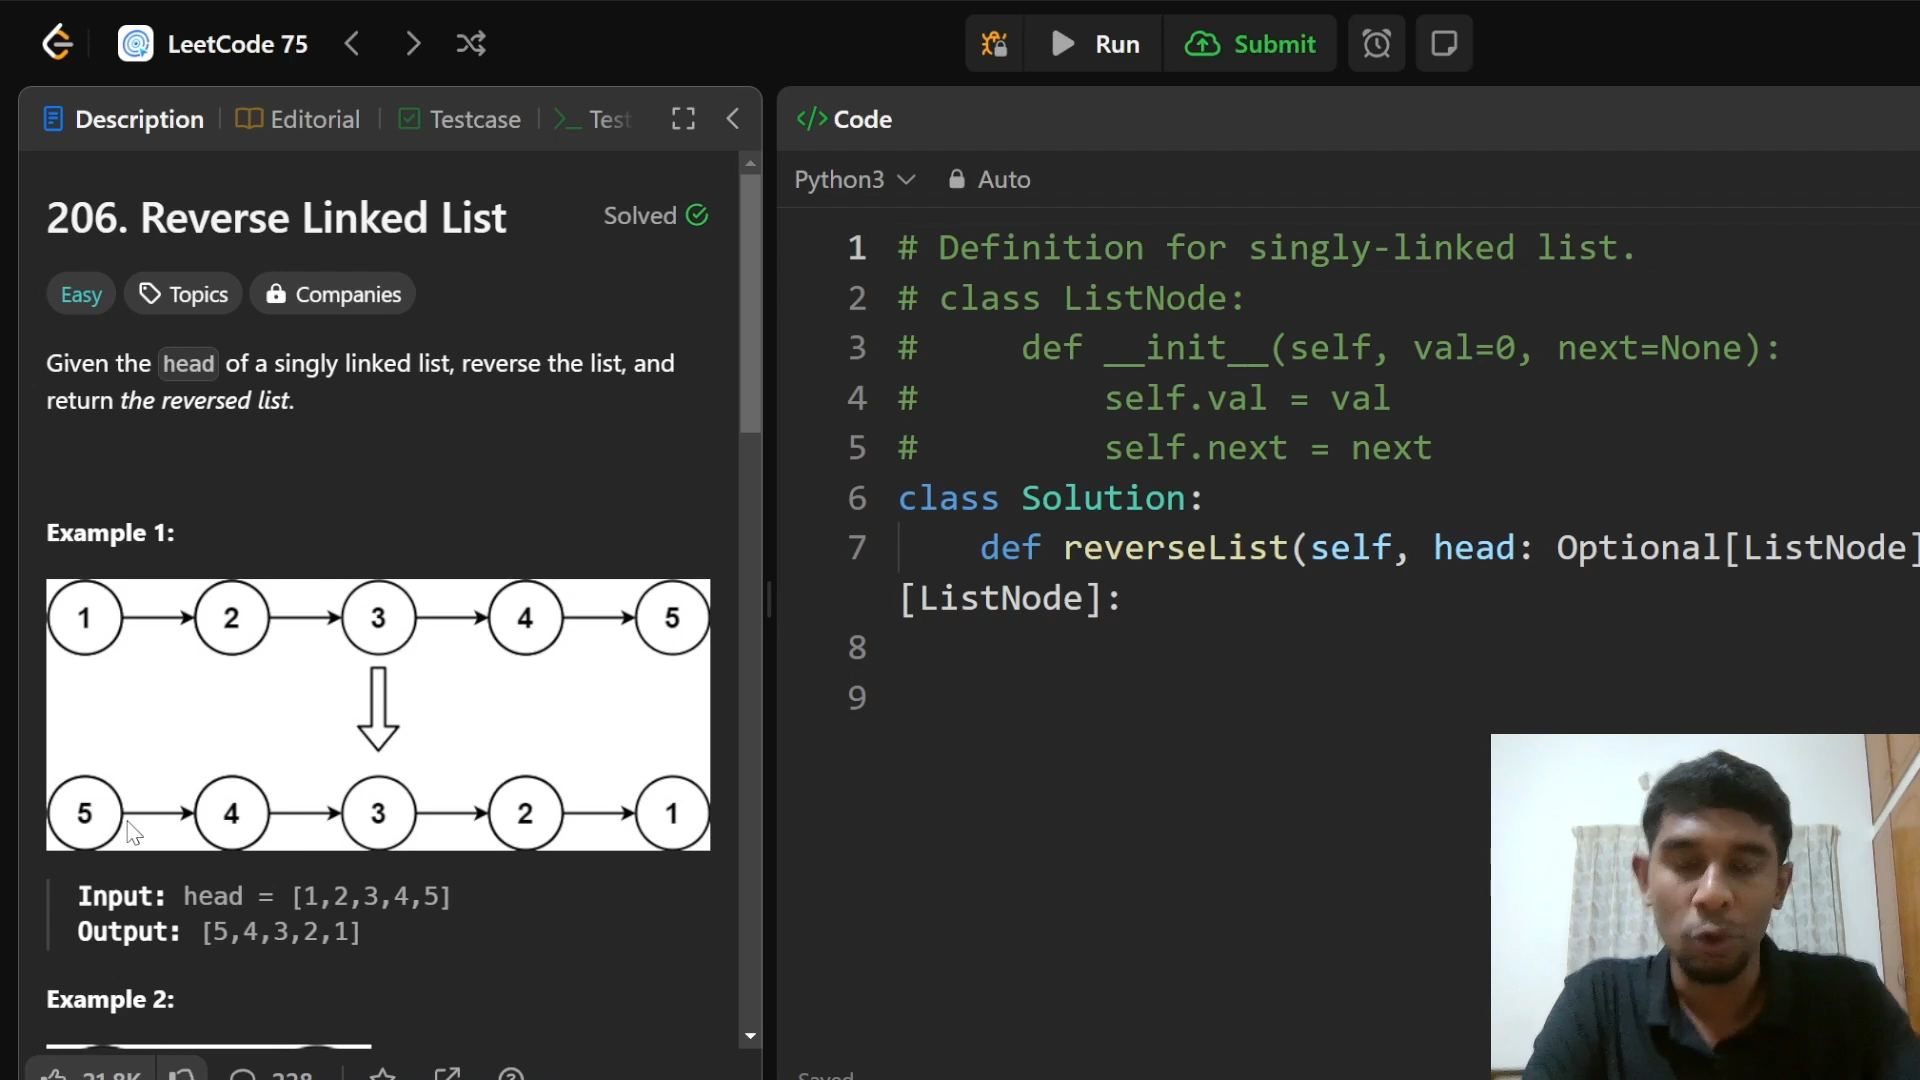 LeetCode 75
Run
Submit
Description
Editorial
Testcase
Test
Code
Python3
Auto
206. Reverse Linked List
Solved
Easy
Topics
Companies
Given the head of a singly linked list, reverse the list, and
return the reversed list.
Example 1:
1 2 3 4 5
5 4 3 2 1
Input: head = [1,2,3,4,5]
Output: [5,4,3,2,1]
Example 2:
21.8K
228
1 # Definition for singly-linked list.
2 # class ListNode:
3 #     def __init__(self, val=0, next=None):
4 #         self.val = val
5 #         self.next = next
6 class Solution:
7     def reverseList(self, head: Optional[ListNode]
[ListNode]:
8
9
Saved